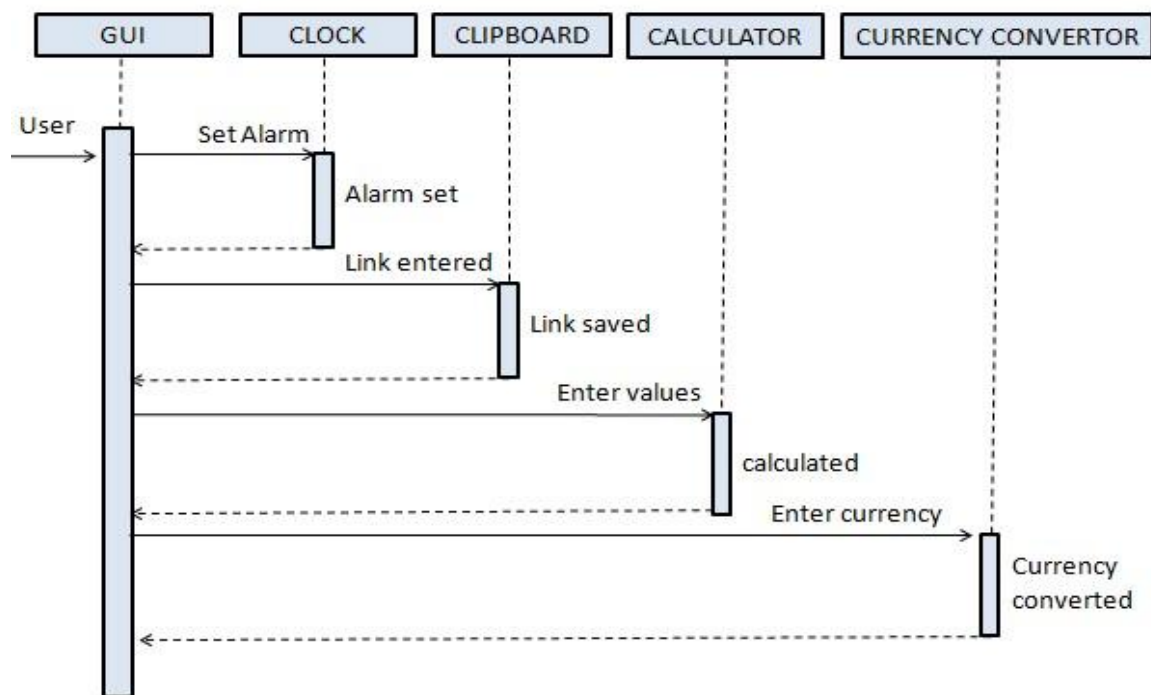 GUI
CLOCK
CLIPBOARD
CALCULATOR
CURRENCY CONVERTOR
User
Set Alarm
Alarm set
Link entered
Link saved
Enter values
calculated
Enter currency
Currency
converted